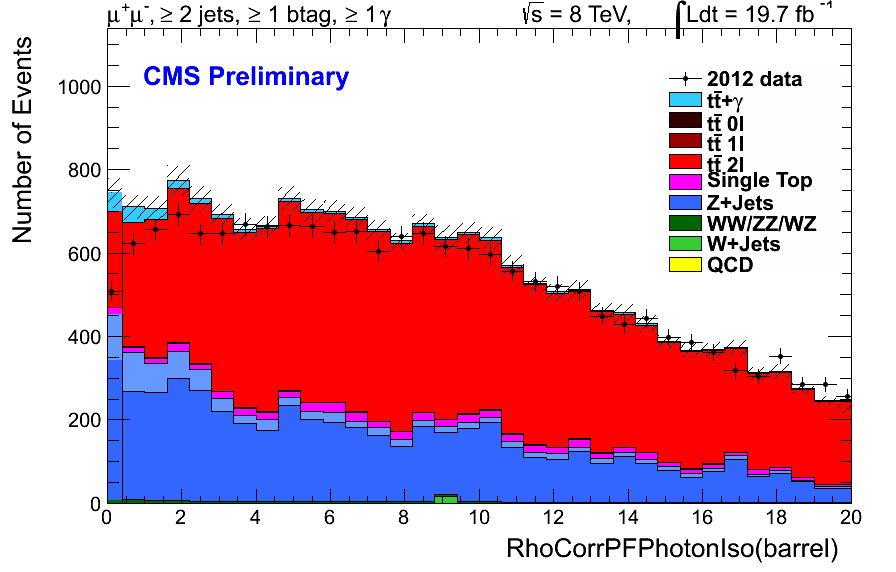 μ⁺μ⁻, ≥ 2 jets, ≥ 1 btag, ≥ 1 γ √s = 8 TeV, ∫Ldt = 19.7 fb⁻¹
CMS Preliminary
Number of Events
1000
800
600
400
200
0
2012 data
tt̄+γ
tt̄ 0l
tt̄ 1l
tt̄ 2l
Single Top
Z+Jets
WW/ZZ/WZ
W+Jets
QCD
0 2 4 6 8 10 12 14 16 18 20
RhoCorrPFPhotonIso(barrel)